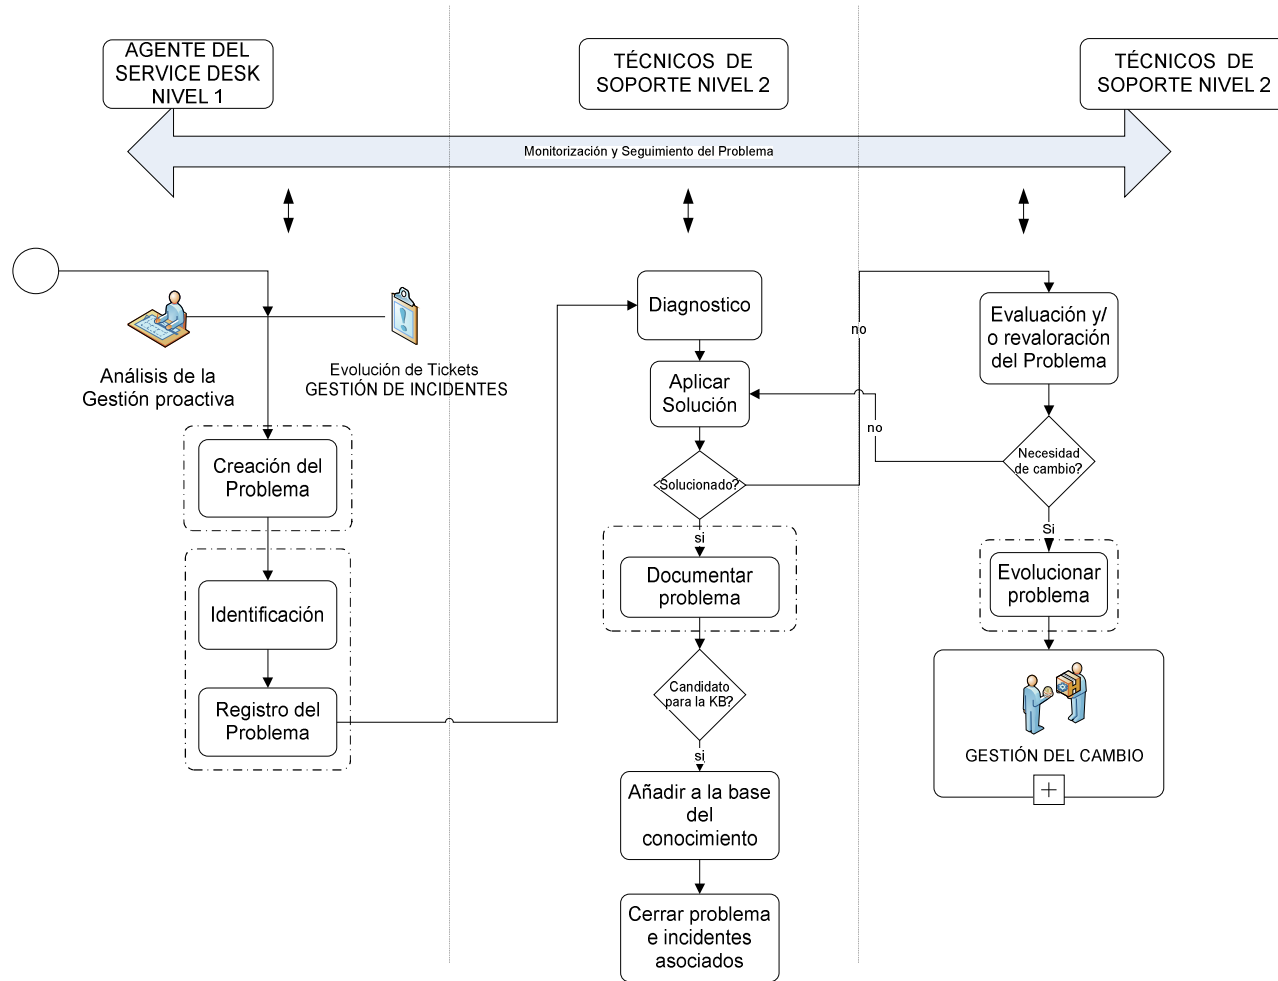 AGENTE DEL
SERVICE DESK
NIVEL 1
TÉCNICOS DE
SOPORTE NIVEL 2
TÉCNICOS DE
SOPORTE NIVEL 2
Monitorización y Seguimiento del Problema
Análisis de la
Gestión proactiva
Evolución de Tickets
GESTIÓN DE INCIDENTES
Creación del
Problema
Identificación
Registro del
Problema
Diagnostico
Aplicar
Solución
Solucionado?
si
Documentar
problema
Candidato
para la KB?
si
Añadir a la base
del
conocimiento
Cerrar problema
e incidentes
asociados
no
Evaluación y/
o revaloración
del Problema
no
Necesidad
de cambio?
Si
Evolucionar
problema
GESTIÓN DEL CAMBIO